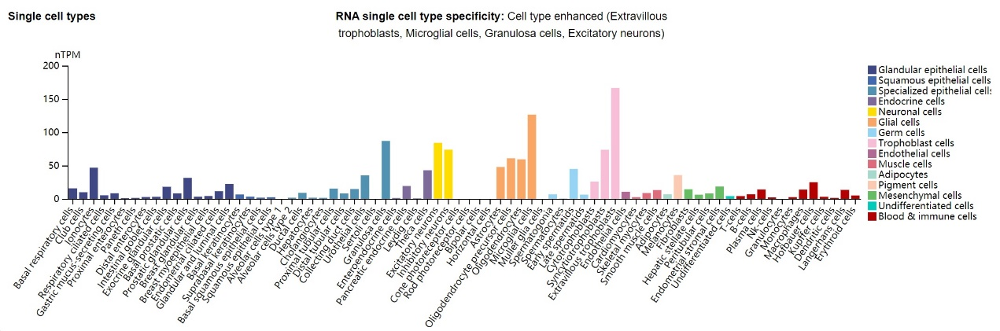 Single cell types
RNA single cell type specificity: Cell type enhanced (Extravillous
trophoblasts, Microglial cells, Granulosa cells, Excitatory neurons)
nTPM
200
150
100
50
0
Basal respiratory cells
Club cells
Ionocytes
Respiratory ciliated cells
Gastric mucus-secreting cells
Proximal enterocytes
Paneth cells
Distal enterocytes
Intestinal goblet cells
Exocrine glandular cells
Basal prostatic cells
Prostatic glandular cells
Breast glandular cells
Breast myoepithelial cells
Endometrial ciliated cells
Glandular and luminal cells
Basal keratinocytes
Suprabasal keratinocytes
Basal squamous epithelial cells
Squamous epithelial cells
Alveolar cells type 1
Alveolar cells type 2
Ductal cells
Hepatocytes
Cholangiocytes
Proximal tubular cells
Distal tubular cells
Collecting duct cells
Urothelial cells
Sertoli cells
Granulosa cells
Enteroendocrine cells
Pancreatic endocrine cells
Leydig cells
Theca cells
Excitatory neurons
Inhibitory neurons
Cone photoreceptor cells
Rod photoreceptor cells
Bipolar cells
Horizontal cells
Astrocytes
Oligodendrocyte precursor cells
Oligodendrocytes
Microglial cells
Muller glia cells
Spermatogonia
Spermatocytes
Early spermatids
Late spermatids
Cytotrophoblasts
Syncytiotrophoblasts
Extravillous trophoblasts
Endothelial cells
Cardiomyocytes
Skeletal myocytes
Smooth muscle cells
Adipocytes
Melanocytes
Fibroblasts
Hepatic stellate cells
Peritubular cells
Endometrial stromal cells
Undifferentiated cells
T-cells
B-cells
Plasma cells
NK-cells
Granulocytes
Macrophages
Hofbauer cells
Kupffer cells
Dendritic cells
Langerhans cells
Erythroid cells
Glandular epithelial cells
Squamous epithelial cells
Specialized epithelial cells
Endocrine cells
Neuronal cells
Glial cells
Germ cells
Trophoblast cells
Endothelial cells
Muscle cells
Adipocytes
Pigment cells
Mesenchymal cells
Undifferentiated cells
Blood & immune cells